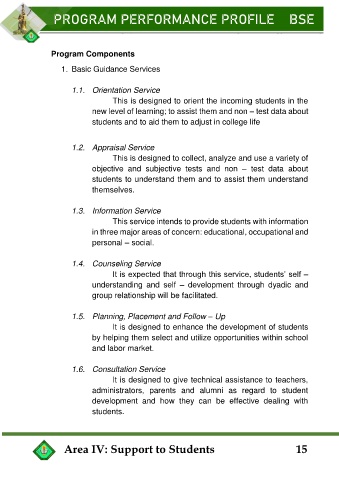 PROGRAM PERFORMANCE PROFILE BSE
Program Components
1. Basic Guidance Services
1.1. Orientation Service
This is designed to orient the incoming students in the
new level of learning; to assist them and non – test data about
students and to aid them to adjust in college life
1.2. Appraisal Service
This is designed to collect, analyze and use a variety of
objective and subjective tests and non – test data about
students to understand them and to assist them understand
themselves.
1.3. Information Service
This service intends to provide students with information
in three major areas of concern: educational, occupational and
personal – social.
1.4. Counseling Service
It is expected that through this service, students' self –
understanding and self – development through dyadic and
group relationship will be facilitated.
1.5. Planning, Placement and Follow – Up
It is designed to enhance the development of students
by helping them select and utilize opportunities within school
and labor market.
1.6. Consultation Service
It is designed to give technical assistance to teachers,
administrators, parents and alumni as regard to student
development and how they can be effective dealing with
students.
Area IV: Support to Students 15